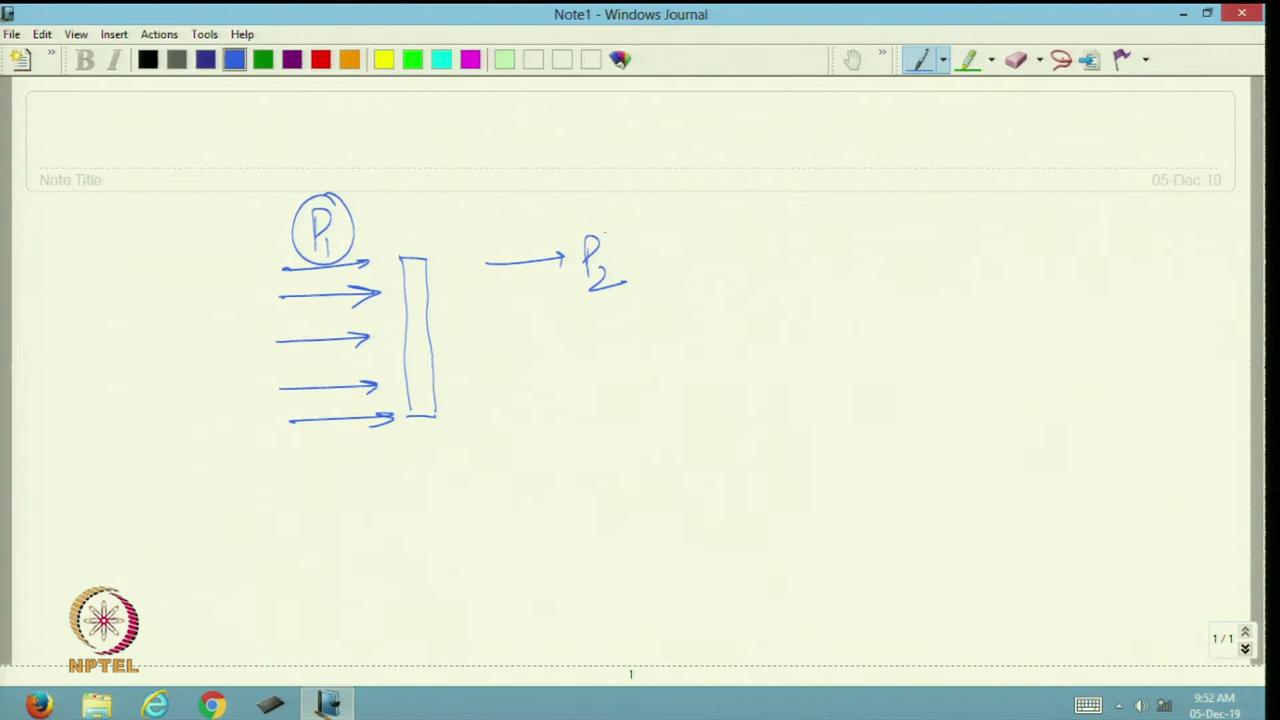 Note1 - Windows Journal
File Edit View Insert Actions Tools Help
B I
Note Title
05-Dec-19
P1
P2
1 / 1
NPTEL
1
9:52 AM
05-Dec-19